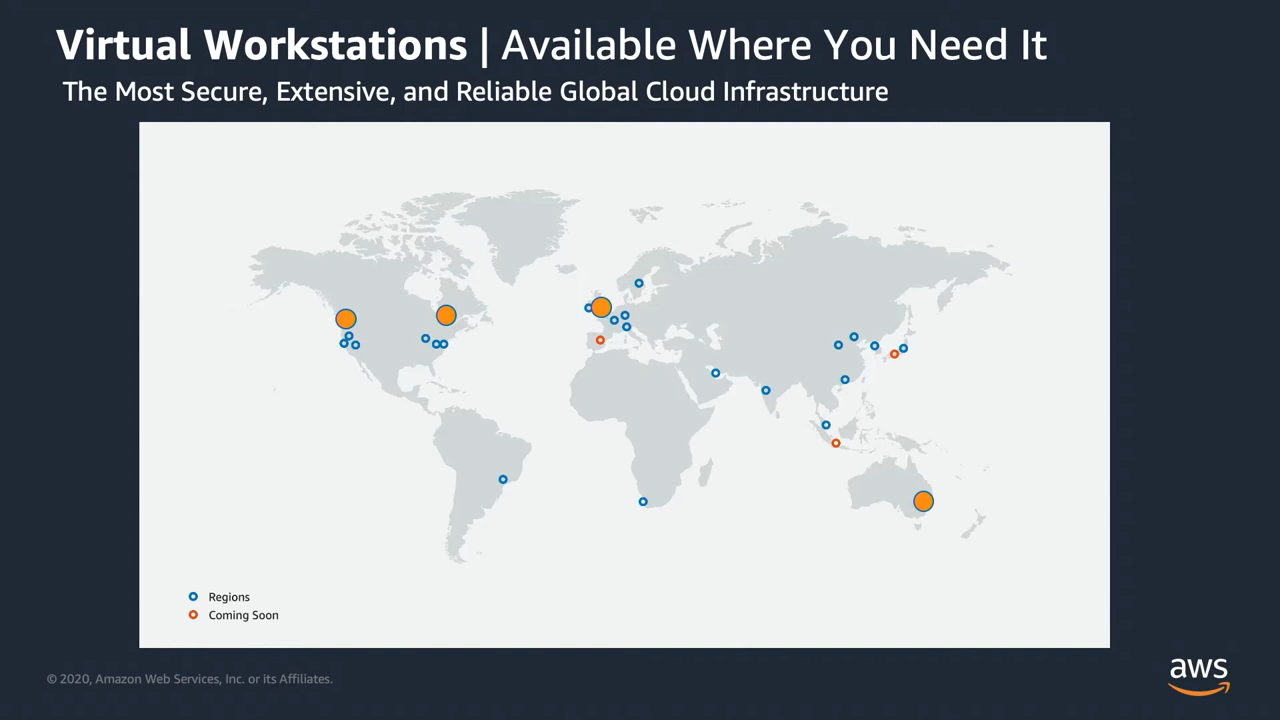 Virtual Workstations | Available Where You Need It
The Most Secure, Extensive, and Reliable Global Cloud Infrastructure
Regions
Coming Soon
© 2020, Amazon Web Services, Inc. or its Affiliates.
aws